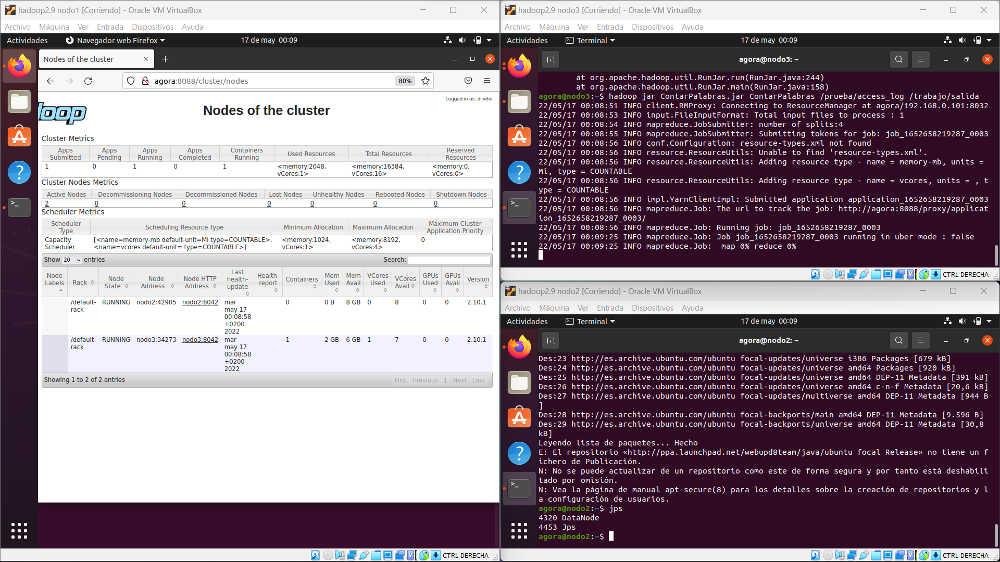 hadoop2.9 nodo1 [Corriendo] - Oracle VM VirtualBox
Archivo Máquina Ver Entrada Dispositivos Ayuda
Actividades Navegador web Firefox 17 de may 00:09
Nodes of the cluster
agora:8088/cluster/nodes 80%
Logged in as: dr.who
loop
Nodes of the cluster
Cluster Metrics
Apps Submitted Apps Pending Apps Running Apps Completed Containers Running Used Resources Total Resources Reserved Resources
1 0 1 0 1 <memory:2048, vCores:1> <memory:16384, vCores:16> <memory:0, vCores:0>
Cluster Nodes Metrics
Active Nodes Decommissioning Nodes Decommissioned Nodes Lost Nodes Unhealthy Nodes Rebooted Nodes Shutdown Nodes
2 0 0 0 0 0 0
Scheduler Metrics
Scheduler Type Scheduling Resource Type Minimum Allocation Maximum Allocation Maximum Cluster Application Priority
Capacity Scheduler [<name=memory-mb default-unit=Mi type=COUNTABLE>, <name=vcores default-unit= type=COUNTABLE>] <memory:1024, vCores:1> <memory:8192, vCores:4> 0
Show 20 entries Search:
Node Labels Rack Node State Node Address Node HTTP Address Last health-update Health-report Containers Mem Used Mem Avail VCores Used VCores Avail GPUs Used GPUs Avail Version
/default-rack RUNNING nodo2:42905 nodo2:8042 mar may 17 00:08:58 +0200 2022 0 0 B 8 GB 0 8 0 0 2.10.1
/default-rack RUNNING nodo3:34273 nodo3:8042 mar may 17 00:08:58 +0200 2022 1 2 GB 6 GB 1 7 0 0 2.10.1
Showing 1 to 2 of 2 entries First Previous 1 Next Last
CTRL DERECHA
hadoop2.9 nodo3 [Corriendo] - Oracle VM VirtualBox
Archivo Máquina Ver Entrada Dispositivos Ayuda
Actividades Terminal 17 de may 00:09
agora@nodo3: ~
at org.apache.hadoop.util.RunJar.run(RunJar.java:244)
at org.apache.hadoop.util.RunJar.main(RunJar.java:158)
agora@nodo3:~$ hadoop jar ContarPalabras.jar ContarPalabras /prueba/access_log /trabajo/salida
22/05/17 00:08:51 INFO client.RMProxy: Connecting to ResourceManager at agora/192.168.0.101:8032
22/05/17 00:08:53 INFO input.FileInputFormat: Total input files to process : 1
22/05/17 00:08:54 INFO mapreduce.JobSubmitter: number of splits:4
22/05/17 00:08:55 INFO mapreduce.JobSubmitter: Submitting tokens for job: job_1652658219287_0003
22/05/17 00:08:56 INFO conf.Configuration: resource-types.xml not found
22/05/17 00:08:56 INFO resource.ResourceUtils: Unable to find 'resource-types.xml'.
22/05/17 00:08:56 INFO resource.ResourceUtils: Adding resource type - name = memory-mb, units =
Mi, type = COUNTABLE
22/05/17 00:08:56 INFO resource.ResourceUtils: Adding resource type - name = vcores, units = , t
ype = COUNTABLE
22/05/17 00:08:56 INFO impl.YarnClientImpl: Submitted application application_1652658219287_0003
22/05/17 00:08:56 INFO mapreduce.Job: The url to track the job: http://agora:8088/proxy/applicat
ion_1652658219287_0003/
22/05/17 00:08:56 INFO mapreduce.Job: Running job: job_1652658219287_0003
22/05/17 00:09:25 INFO mapreduce.Job: Job job_1652658219287_0003 running in uber mode : false
22/05/17 00:09:25 INFO mapreduce.Job:  map 0% reduce 0%
CTRL DERECHA
hadoop2.9 nodo2 [Corriendo] - Oracle VM VirtualBox
Archivo Máquina Ver Entrada Dispositivos Ayuda
Actividades Terminal 17 de may 00:09
agora@nodo2: ~
Des:23 http://es.archive.ubuntu.com/ubuntu focal-updates/universe i386 Packages [679 kB]
Des:24 http://es.archive.ubuntu.com/ubuntu focal-updates/universe amd64 Packages [920 kB]
Des:25 http://es.archive.ubuntu.com/ubuntu focal-updates/universe amd64 DEP-11 Metadata [391 kB]
Des:26 http://es.archive.ubuntu.com/ubuntu focal-updates/universe amd64 c-n-f Metadata [20,6 kB]
Des:27 http://es.archive.ubuntu.com/ubuntu focal-updates/multiverse amd64 DEP-11 Metadata [944 B
]
Des:28 http://es.archive.ubuntu.com/ubuntu focal-backports/main amd64 DEP-11 Metadata [9.596 B]
Des:29 http://es.archive.ubuntu.com/ubuntu focal-backports/universe amd64 DEP-11 Metadata [30,8
kB]
Leyendo lista de paquetes... Hecho
E: El repositorio «http://ppa.launchpad.net/webupd8team/java/ubuntu focal Release» no tiene un f
ichero de Publicación.
N: No se puede actualizar de un repositorio como este de forma segura y por tanto está deshabili
tado por omisión.
N: Vea la página de manual apt-secure(8) para los detalles sobre la creación de repositorios y l
a configuración de usuarios.
agora@nodo2:~$ jps
4320 DataNode
4453 Jps
agora@nodo2:~$
CTRL DERECHA